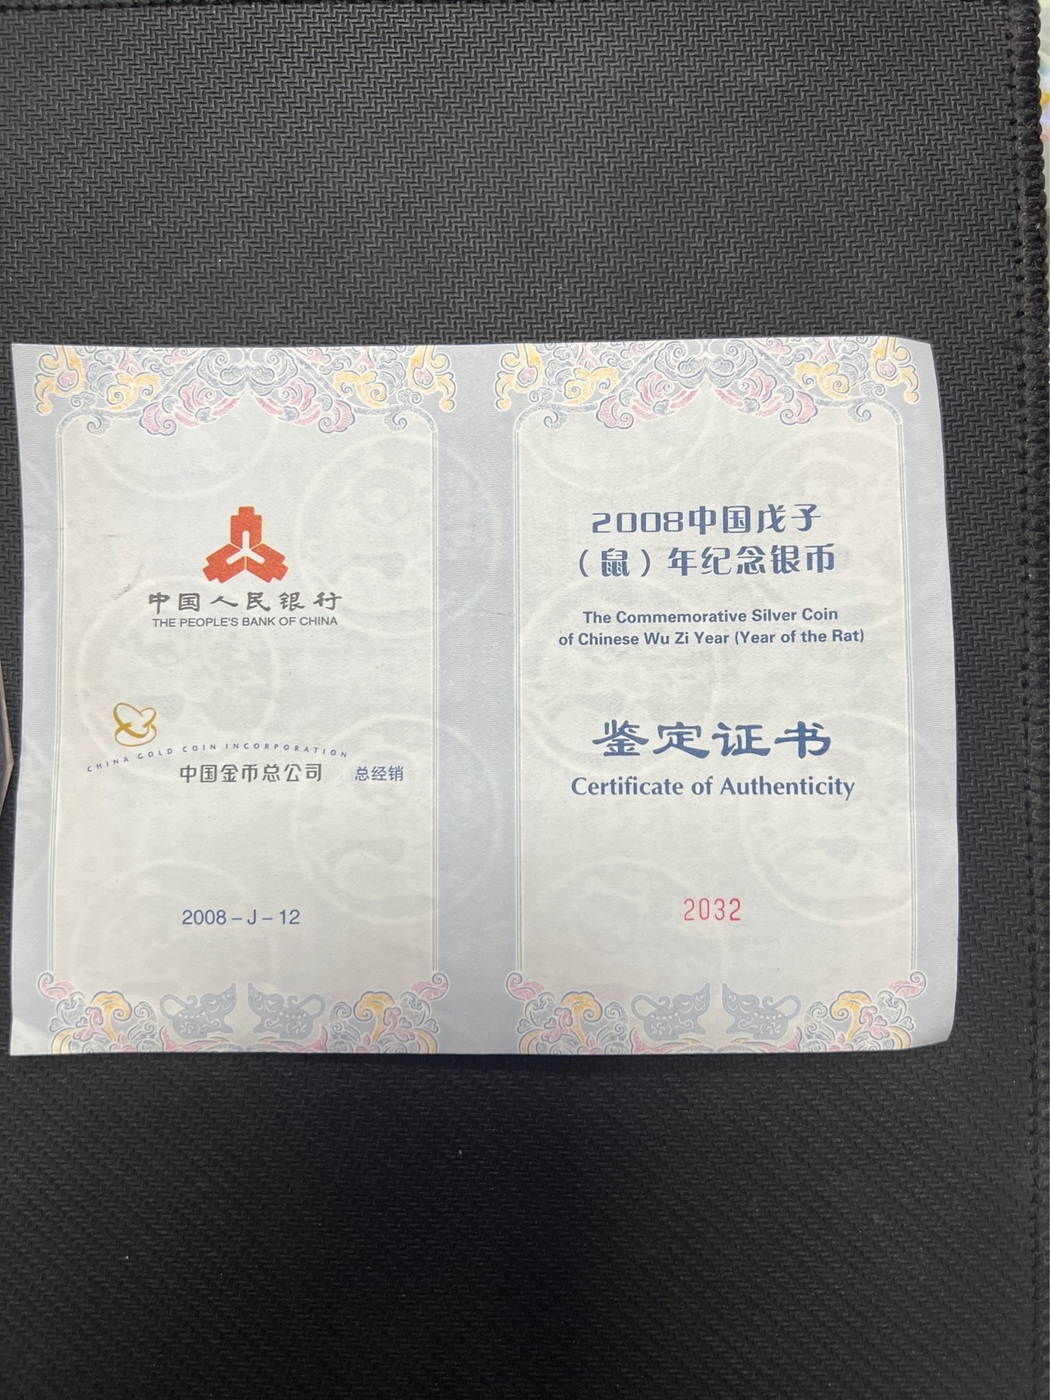 中国人民银行
THE PEOPLE'S BANK OF CHINA
CHINA GOLD COIN INCORPORATION
中国金币总公司 总经销
2008-J-12
2008中国戊子
（鼠）年纪念银币
The Commemorative Silver Coin
of Chinese Wu Zi Year (Year of the Rat)
鉴定证书
Certificate of Authenticity
2032